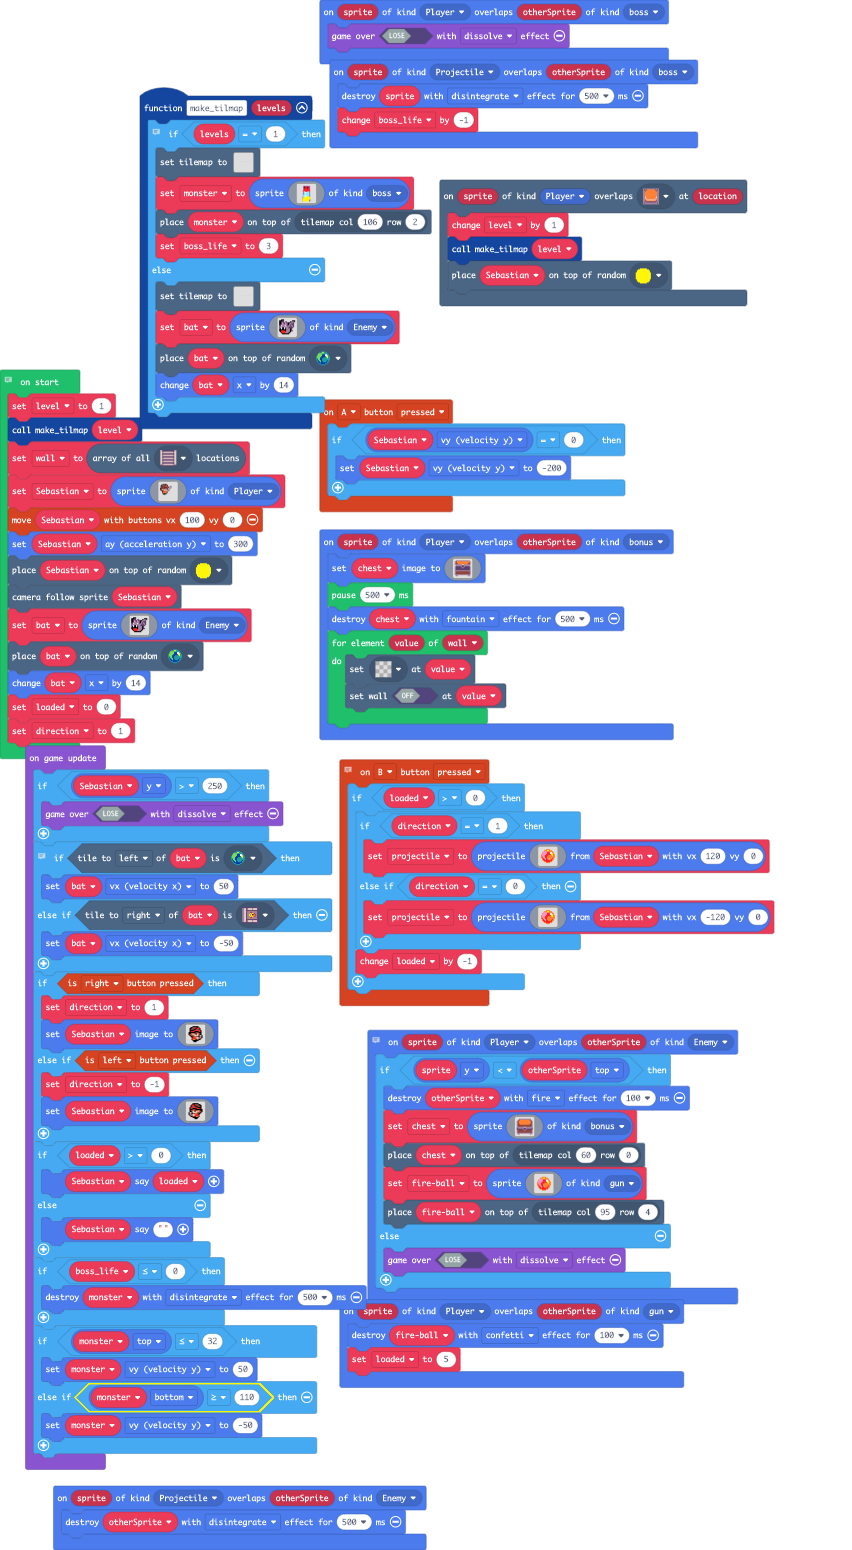 on sprite of kind Player overlaps otherSprite of kind boss
game over LOSE with dissolve effect
on sprite of kind Projectile overlaps otherSprite of kind boss
destroy sprite with disintegrate effect for 500 ms
change boss_life by -1
function make_tilmap levels
if levels = 1 then
set tilemap to
set monster to sprite of kind boss
place monster on top of tilemap col 106 row 2
set boss_life to 3
else
set tilemap to
set bat to sprite of kind Enemy
place bat on top of random
change bat x by 14
on sprite of kind Player overlaps at location
change level by 1
call make_tilmap level
place Sebastian on top of random
on start
set level to 1
call make_tilmap level
set wall to array of all locations
set Sebastian to sprite of kind Player
move Sebastian with buttons vx 100 vy 0
set Sebastian ay (acceleration y) to 300
place Sebastian on top of random
camera follow sprite Sebastian
set bat to sprite of kind Enemy
place bat on top of random
change bat x by 14
set loaded to 0
set direction to 1
on A button pressed
if Sebastian vy (velocity y) = 0 then
set Sebastian vy (velocity y) to -200
on sprite of kind Player overlaps otherSprite of kind bonus
set chest image to
pause 500 ms
destroy chest with fountain effect for 500 ms
for element value of wall
do set at value
set wall OFF at value
on game update
if Sebastian y > 250 then
game over LOSE with dissolve effect
if tile to left of bat is then
set bat vx (velocity x) to 50
else if tile to right of bat is then
set bat vx (velocity x) to -50
if is right button pressed then
set direction to 1
set Sebastian image to
else if is left button pressed then
set direction to -1
set Sebastian image to
if loaded > 0 then
Sebastian say loaded
else
Sebastian say " "
if boss_life ≤ 0 then
destroy monster with disintegrate effect for 500 ms
if monster top ≤ 32 then
set monster vy (velocity y) to 50
else if monster bottom ≥ 110 then
set monster vy (velocity y) to -50
on B button pressed
if loaded > 0 then
if direction = 1 then
set projectile to projectile from Sebastian with vx 120 vy 0
else if direction = 0 then
set projectile to projectile from Sebastian with vx -120 vy 0
change loaded by -1
on sprite of kind Player overlaps otherSprite of kind Enemy
if sprite y < otherSprite top then
destroy otherSprite with fire effect for 100 ms
set chest to sprite of kind bonus
place chest on top of tilemap col 60 row 0
set fire-ball to sprite of kind gun
place fire-ball on top of tilemap col 95 row 4
else
game over LOSE with dissolve effect
on sprite of kind Player overlaps otherSprite of kind gun
destroy fire-ball with confetti effect for 100 ms
set loaded to 5
on sprite of kind Projectile overlaps otherSprite of kind Enemy
destroy otherSprite with disintegrate effect for 500 ms